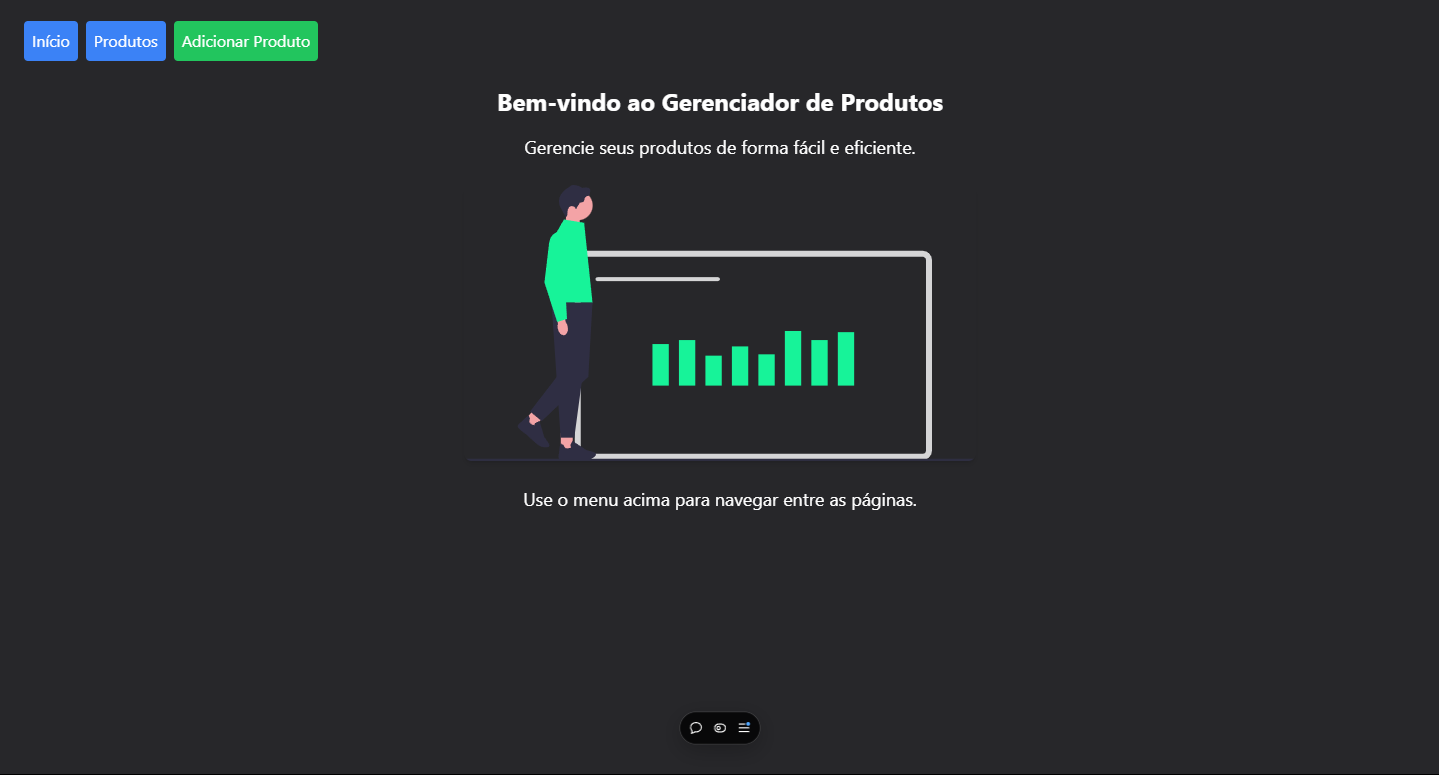 Início Produtos Adicionar Produto
Bem-vindo ao Gerenciador de Produtos
Gerencie seus produtos de forma fácil e eficiente.
Use o menu acima para navegar entre as páginas.